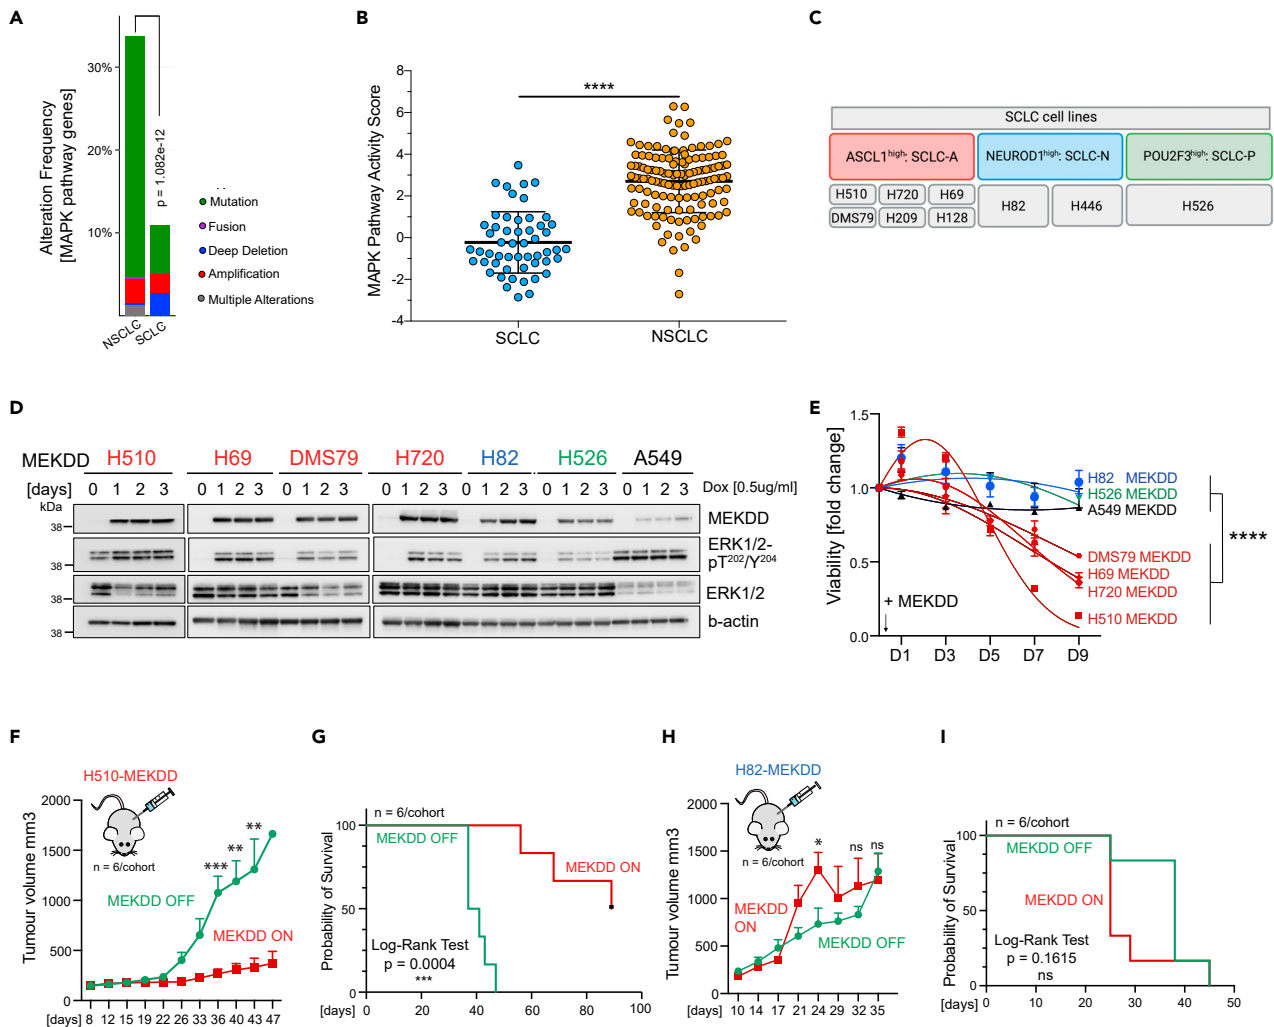 A
Alteration Frequency
[MAPK pathway genes]
30%
20%
10%
p = 1.082e-12
NSCLC
SCLC
Mutation
Fusion
Deep Deletion
Amplification
Multiple Alterations
B
MAPK Pathway Activity Score
8
6
4
2
0
-2
-4
****
SCLC
NSCLC
C
SCLC cell lines
ASCL1high: SCLC-A
NEUROD1high: SCLC-N
POU2F3high: SCLC-P
H510 H720 H69
DMS79 H209 H128
H82 H446
H526
D
MEKDD H510 H69 DMS79 H720 H82 H526 A549
[days] 0 1 2 3 0 1 2 3 0 1 2 3 0 1 2 3 0 1 2 3 0 1 2 3 0 1 2 3 Dox [0.5ug/ml]
kDa
38 MEKDD
38 ERK1/2-
pT202/Y204
38 ERK1/2
38 b-actin
E
Viability [fold change]
1.5
1.0
0.5
0.0
+ MEKDD
D1 D3 D5 D7 D9
H82 MEKDD
H526 MEKDD
A549 MEKDD
DMS79 MEKDD
H69 MEKDD
H720 MEKDD
H510 MEKDD
****
F
H510-MEKDD
Tumour volume mm3
2000
1500
1000
500
0
n = 6/cohort
MEKDD OFF
MEKDD ON
*** ** **
[days] 8 12 15 19 22 26 33 36 40 43 47
G
Probability of Survival
100
50
0
n = 6/cohort
MEKDD OFF
MEKDD ON
Log-Rank Test
p = 0.0004
***
[days] 0 20 40 60 80 100
H
H82-MEKDD
Tumour volume mm3
2000
1500
1000
500
0
n = 6/cohort
* ns ns
MEKDD
ON
MEKDD OFF
[days] 10 14 17 21 24 29 32 35
I
Probability of Survival
100
50
0
n = 6/cohort
MEKDD OFF
MEKDD ON
Log-Rank Test
p = 0.1615
ns
[days] 0 10 20 30 40 50